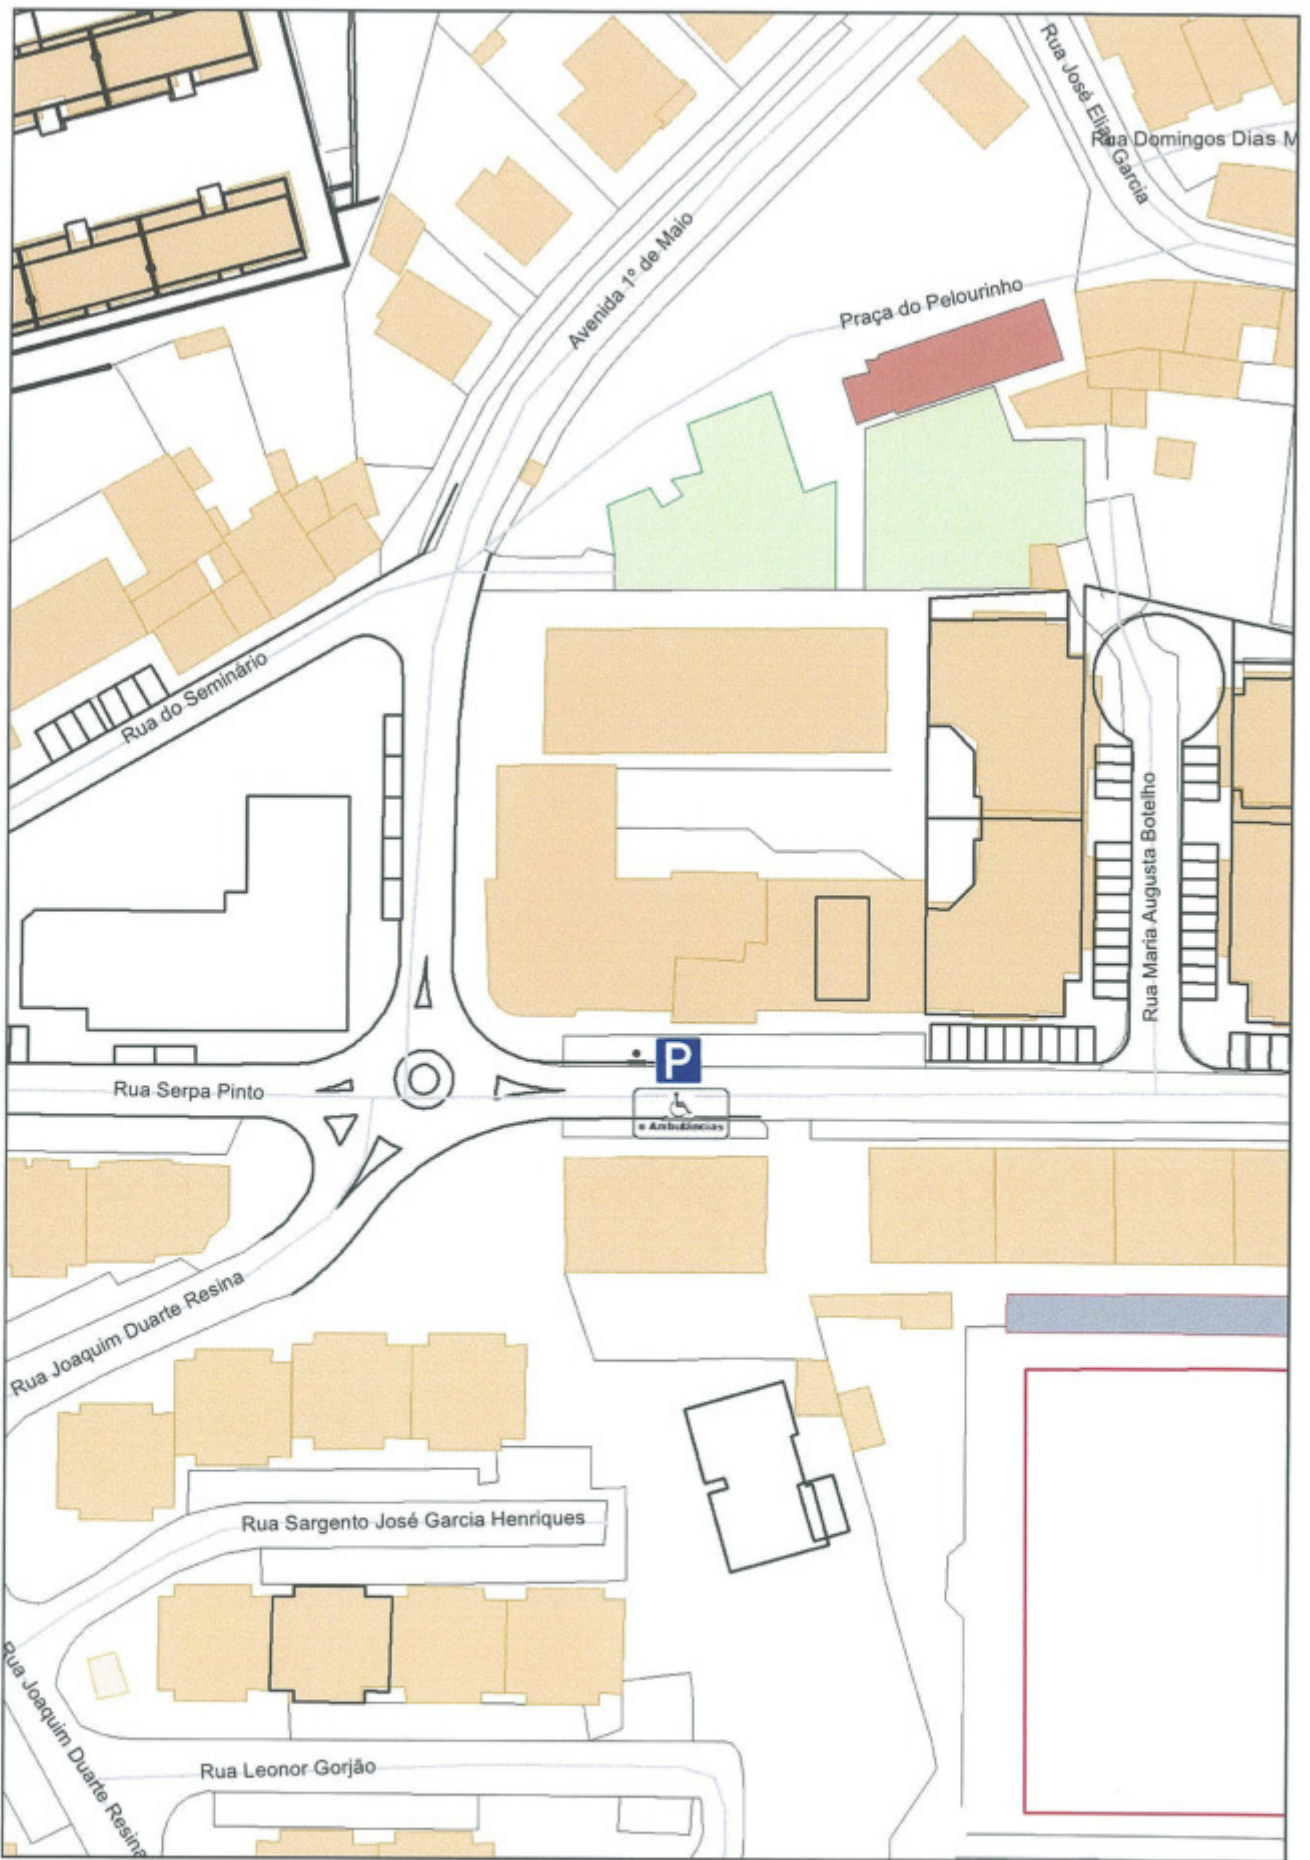 Rua José Elias Garcia
Rua Domingos Dias M
Avenida 1º de Maio
Praça do Pelourinho
Rua do Seminário
Rua Maria Augusta Botelho
P
Rua Serpa Pinto
e Ambulâncias
Rua Joaquim Duarte Resina
Rua Sargento José Garcia Henriques
Rua Joaquim Duarte Resina
Rua Leonor Gorjão